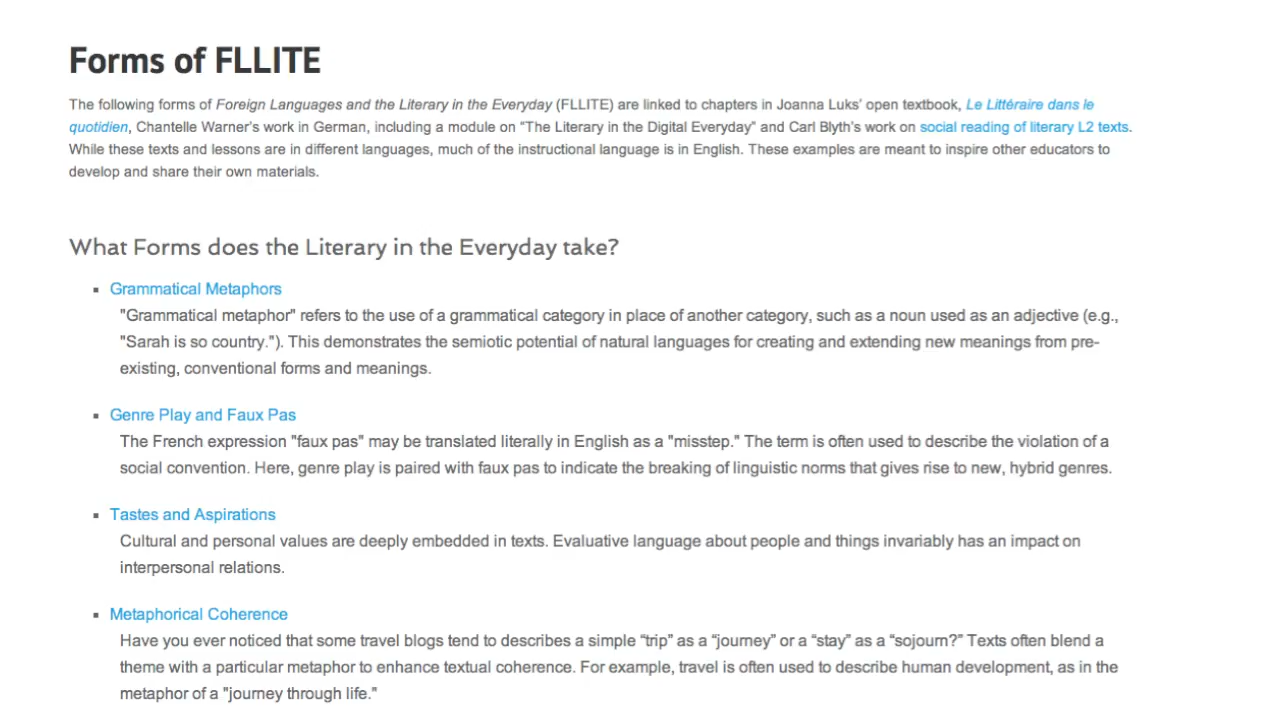 Forms of FLLITE
The following forms of Foreign Languages and the Literary in the Everyday (FLLITE) are linked to chapters in Joanna Luks' open textbook, Le Littéraire dans le
quotidien, Chantelle Warner's work in German, including a module on "The Literary in the Digital Everyday" and Carl Blyth's work on social reading of literary L2 texts.
While these texts and lessons are in different languages, much of the instructional language is in English. These examples are meant to inspire other educators to
develop and share their own materials.
What Forms does the Literary in the Everyday take?
▪ Grammatical Metaphors
"Grammatical metaphor" refers to the use of a grammatical category in place of another category, such as a noun used as an adjective (e.g.,
"Sarah is so country."). This demonstrates the semiotic potential of natural languages for creating and extending new meanings from pre-
existing, conventional forms and meanings.
▪ Genre Play and Faux Pas
The French expression "faux pas" may be translated literally in English as a "misstep." The term is often used to describe the violation of a
social convention. Here, genre play is paired with faux pas to indicate the breaking of linguistic norms that gives rise to new, hybrid genres.
▪ Tastes and Aspirations
Cultural and personal values are deeply embedded in texts. Evaluative language about people and things invariably has an impact on
interpersonal relations.
▪ Metaphorical Coherence
Have you ever noticed that some travel blogs tend to describes a simple “trip” as a “journey” or a “stay” as a “sojourn?” Texts often blend a
theme with a particular metaphor to enhance textual coherence. For example, travel is often used to describe human development, as in the
metaphor of a "journey through life."